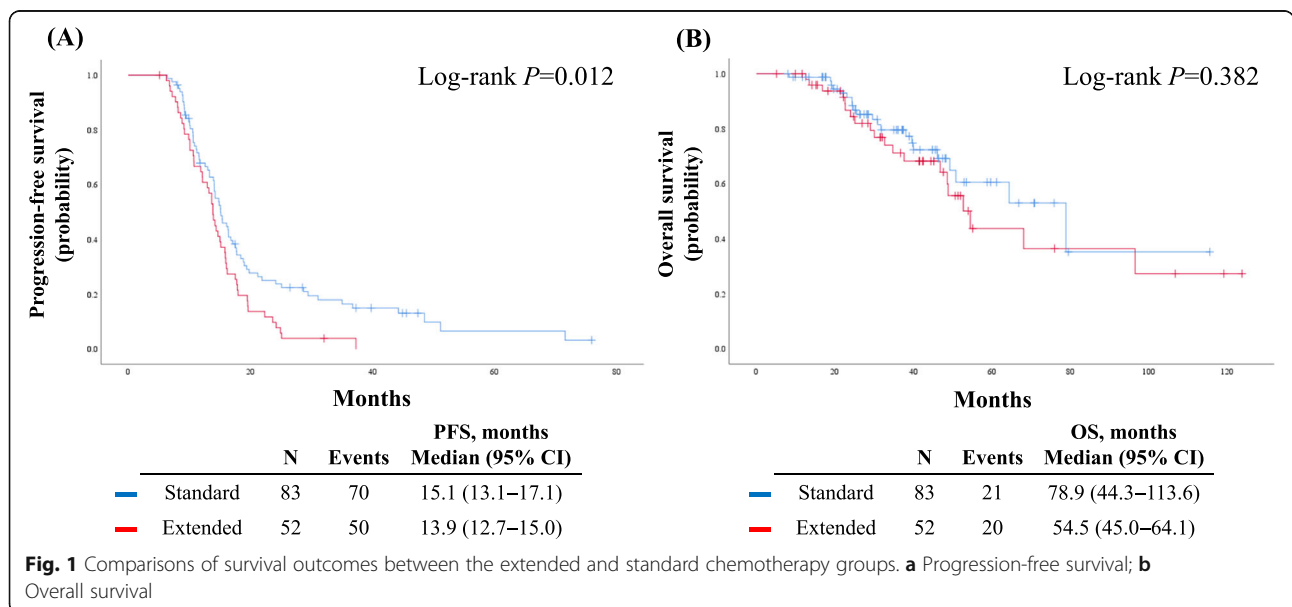 (A)
Log-rank P=0.012
Progression-free survival
(probability)
1.0
0.8
0.6
0.4
0.2
0.0
0 20 40 60 80
Months
PFS, months
N Events Median (95% CI)
Standard 83 70 15.1 (13.1–17.1)
Extended 52 50 13.9 (12.7–15.0)
(B)
Log-rank P=0.382
Overall survival
(probability)
1.0
0.8
0.6
0.4
0.2
0.0
0 20 40 60 80 100 120
Months
OS, months
N Events Median (95% CI)
Standard 83 21 78.9 (44.3–113.6)
Extended 52 20 54.5 (45.0–64.1)
Fig. 1 Comparisons of survival outcomes between the extended and standard chemotherapy groups. a Progression-free survival; b
Overall survival